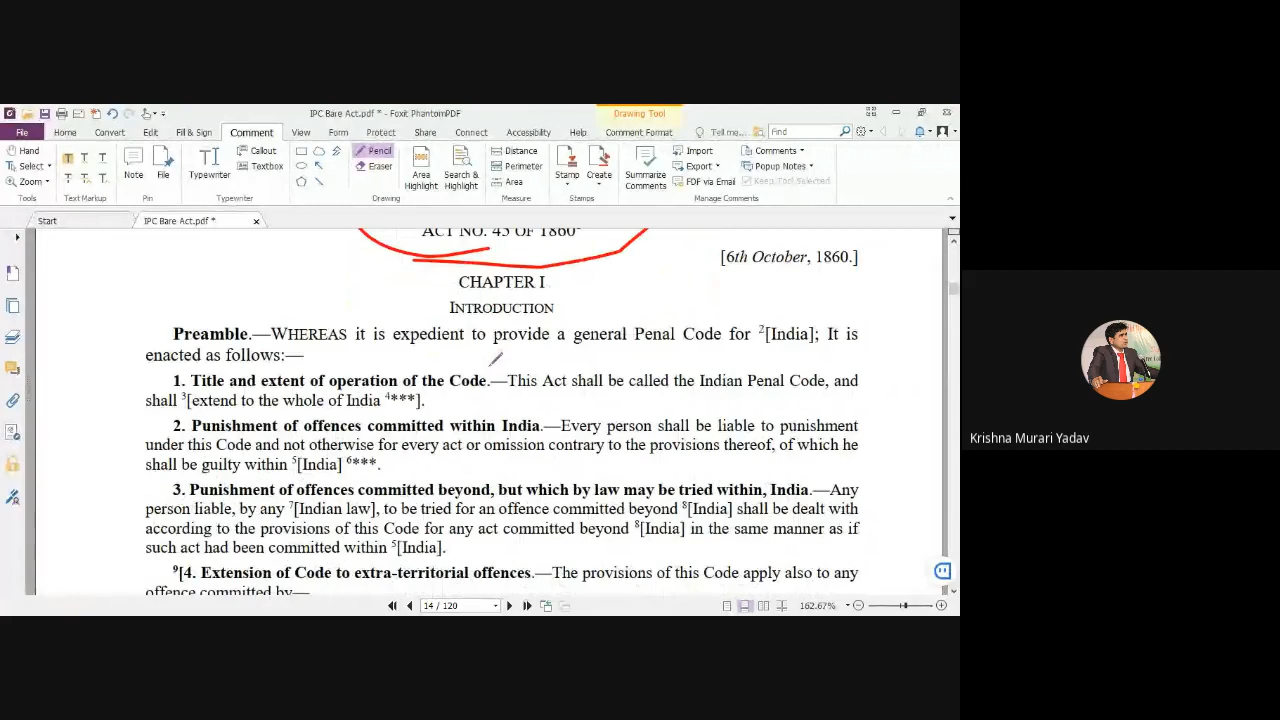 IPC Bare Act.pdf * - Foxit PhantomPDF
Drawing Tool
File Home Convert Edit Fill & Sign Comment View Form Protect Share Connect Accessibility Help Comment Format Tell me... Find
Hand
Select
Zoom
Tools
Text Markup
Note
File
Typewriter
Callout
Textbox
Typewriter
Pencil
Eraser
Area Highlight
Search & Highlight
Drawing
Distance
Perimeter
Area
Measure
Stamp
Create
Stamps
Summarize Comments
Import
Export
FDF via Email
Comments
Popup Notes
Keep Tool Selected
Manage Comments
Start IPC Bare Act.pdf *
ACT NO. 45 OF 1860
[6th October, 1860.]
CHAPTER I
INTRODUCTION
Preamble.—WHEREAS it is expedient to provide a general Penal Code for 2[India]; It is
enacted as follows:—
1. Title and extent of operation of the Code.—This Act shall be called the Indian Penal Code, and
shall 3[extend to the whole of India 4***].
2. Punishment of offences committed within India.—Every person shall be liable to punishment
under this Code and not otherwise for every act or omission contrary to the provisions thereof, of which he
shall be guilty within 5[India] 6***.
3. Punishment of offences committed beyond, but which by law may be tried within, India.—Any
person liable, by any 7[Indian law], to be tried for an offence committed beyond 8[India] shall be dealt with
according to the provisions of this Code for any act committed beyond 8[India] in the same manner as if
such act had been committed within 5[India].
9[4. Extension of Code to extra-territorial offences.—The provisions of this Code apply also to any
offence committed by—
14 / 120
162.67%
Krishna Murari Yadav